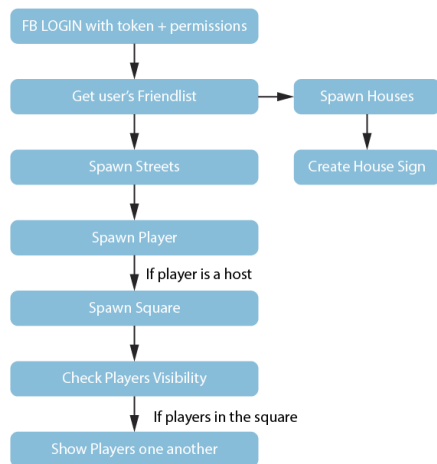 FB LOGIN with token + permissions
Get user's Friendlist
Spawn Houses
Spawn Streets
Create House Sign
Spawn Player
If player is a host
Spawn Square
Check Players Visibility
If players in the square
Show Players one another